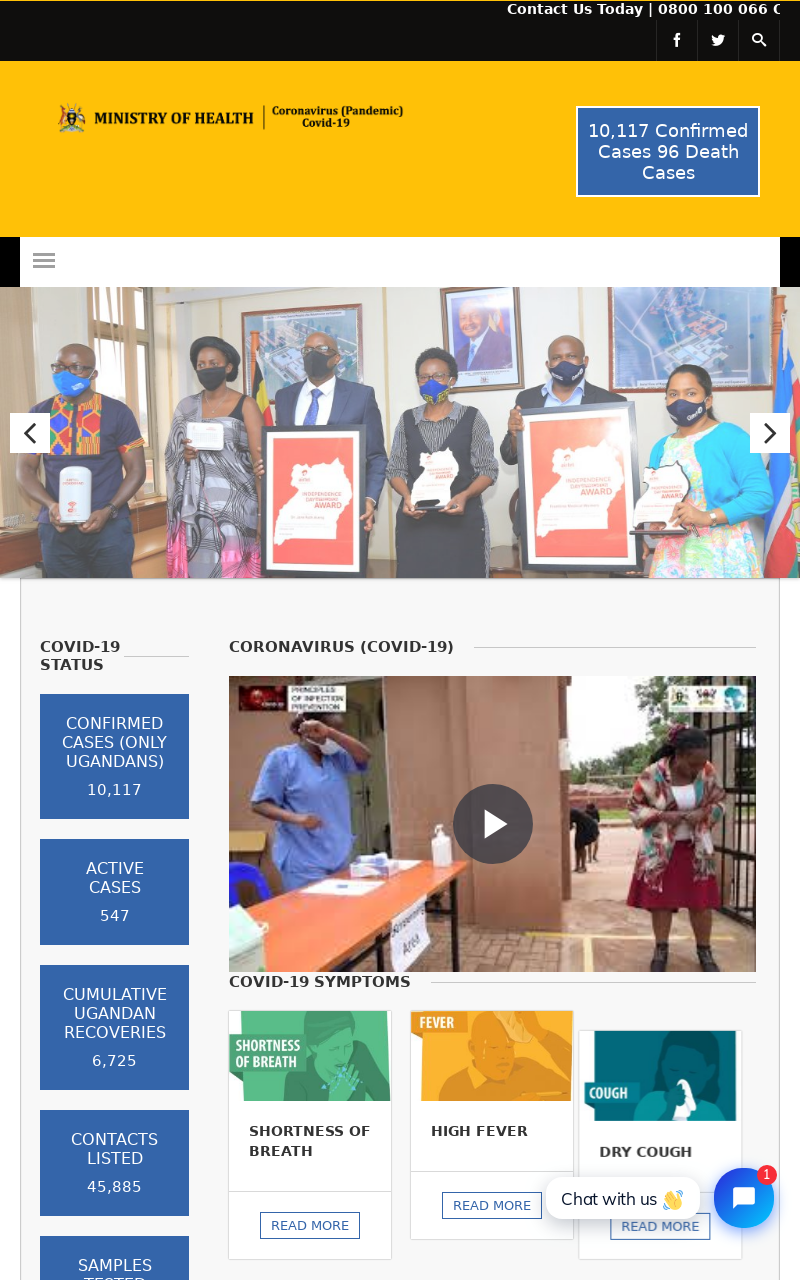 Contact Us Today | 0800 100 066
MINISTRY OF HEALTH
Coronavirus (Pandemic)
Covid-19
10,117 Confirmed
Cases 96 Death
Cases
INDEPENDENCE
AWARD
INDEPENDENCE
AWARD
COVID-19
STATUS
CONFIRMED
CASES (ONLY
UGANDANS)
10,117
ACTIVE
CASES
547
CUMULATIVE
UGANDAN
RECOVERIES
6,725
CONTACTS
LISTED
45,885
SAMPLES
TESTED
CORONAVIRUS (COVID-19)
PRINCIPLES
OF INFECTION
PREVENTION
Area
COVID-19 SYMPTOMS
SHORTNESS
OF BREATH
SHORTNESS OF
BREATH
READ MORE
FEVER
HIGH FEVER
READ MORE
COUGH
DRY COUGH
READ MORE
Chat with us 👋
1